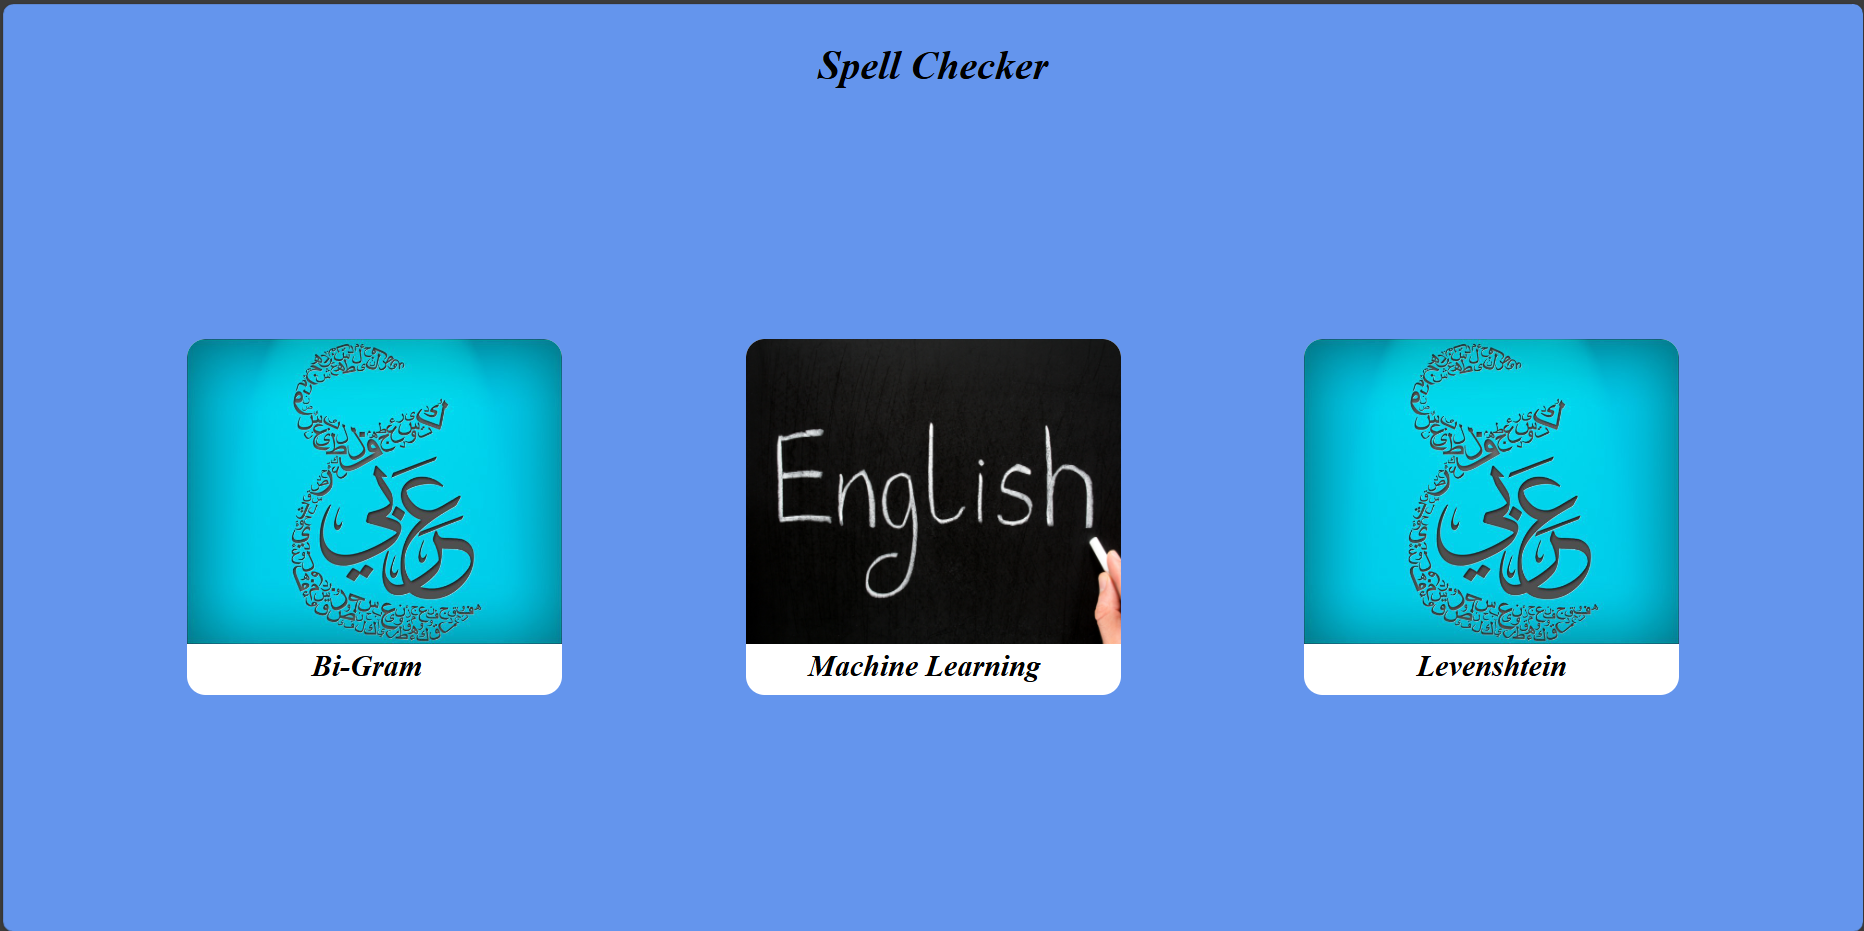 Spell Checker
عربي
Bi-Gram
English
Machine Learning
عربي
Levenshtein